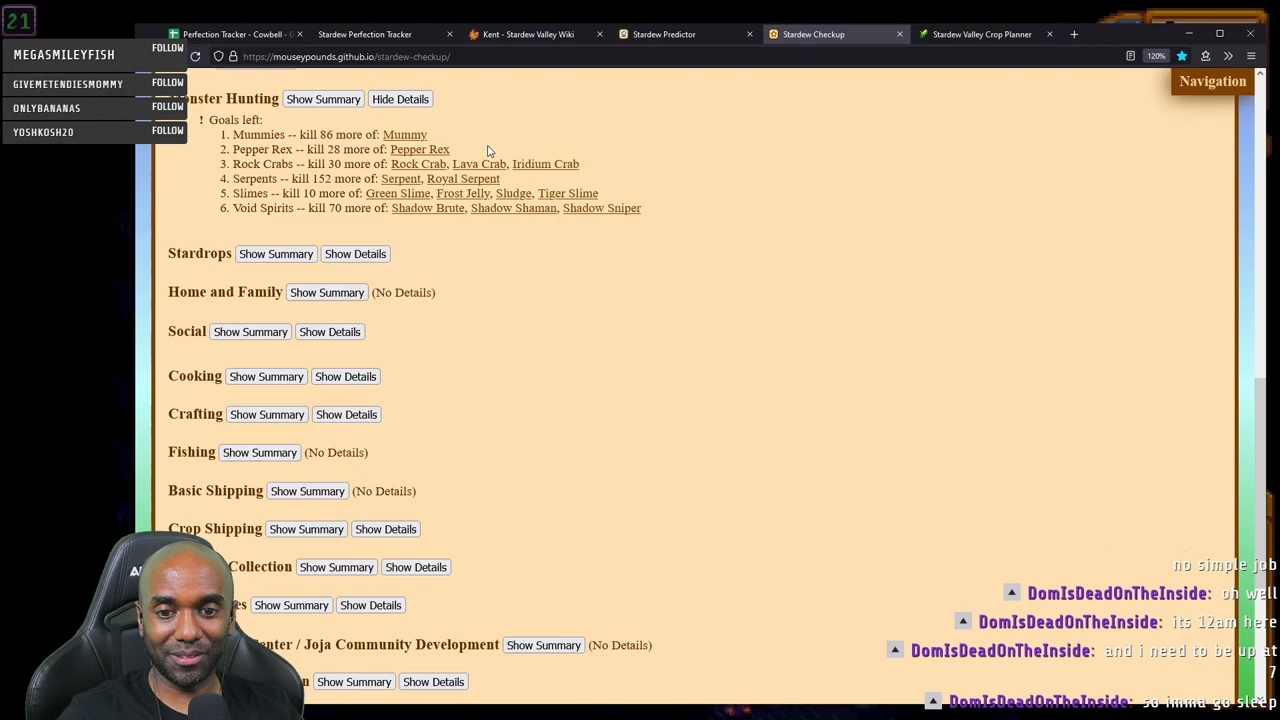 21
Perfection Tracker - Cowbell - G
Stardew Perfection Tracker
Kent - Stardew Valley Wiki
Stardew Predictor
Stardew Checkup
Stardew Valley Crop Planner
MEGASMILEYFISH FOLLOW
GIVEMETENDIESMOMMY FOLLOW
ONLYBANANAS FOLLOW
YOSHKOSH20 FOLLOW
https://mouseypounds.github.io/stardew-checkup/
120%
Navigation
onster Hunting Show Summary Hide Details
! Goals left:
1. Mummies -- kill 86 more of: Mummy
2. Pepper Rex -- kill 28 more of: Pepper Rex
3. Rock Crabs -- kill 30 more of: Rock Crab, Lava Crab, Iridium Crab
4. Serpents -- kill 152 more of: Serpent, Royal Serpent
5. Slimes -- kill 10 more of: Green Slime, Frost Jelly, Sludge, Tiger Slime
6. Void Spirits -- kill 70 more of: Shadow Brute, Shadow Shaman, Shadow Sniper
Stardrops Show Summary Show Details
Home and Family Show Summary (No Details)
Social Show Summary Show Details
Cooking Show Summary Show Details
Crafting Show Summary Show Details
Fishing Show Summary (No Details)
Basic Shipping Show Summary (No Details)
Crop Shipping Show Summary Show Details
Collection Show Summary Show Details
es Show Summary Show Details
enter / Joja Community Development Show Summary (No Details)
n Show Summary Show Details
no simple job
DomIsDeadOnTheInside: oh well
DomIsDeadOnTheInside: its 12am here
DomIsDeadOnTheInside: and i need to be up at
7
DomIsDeadOnTheInside: so imma go sleep